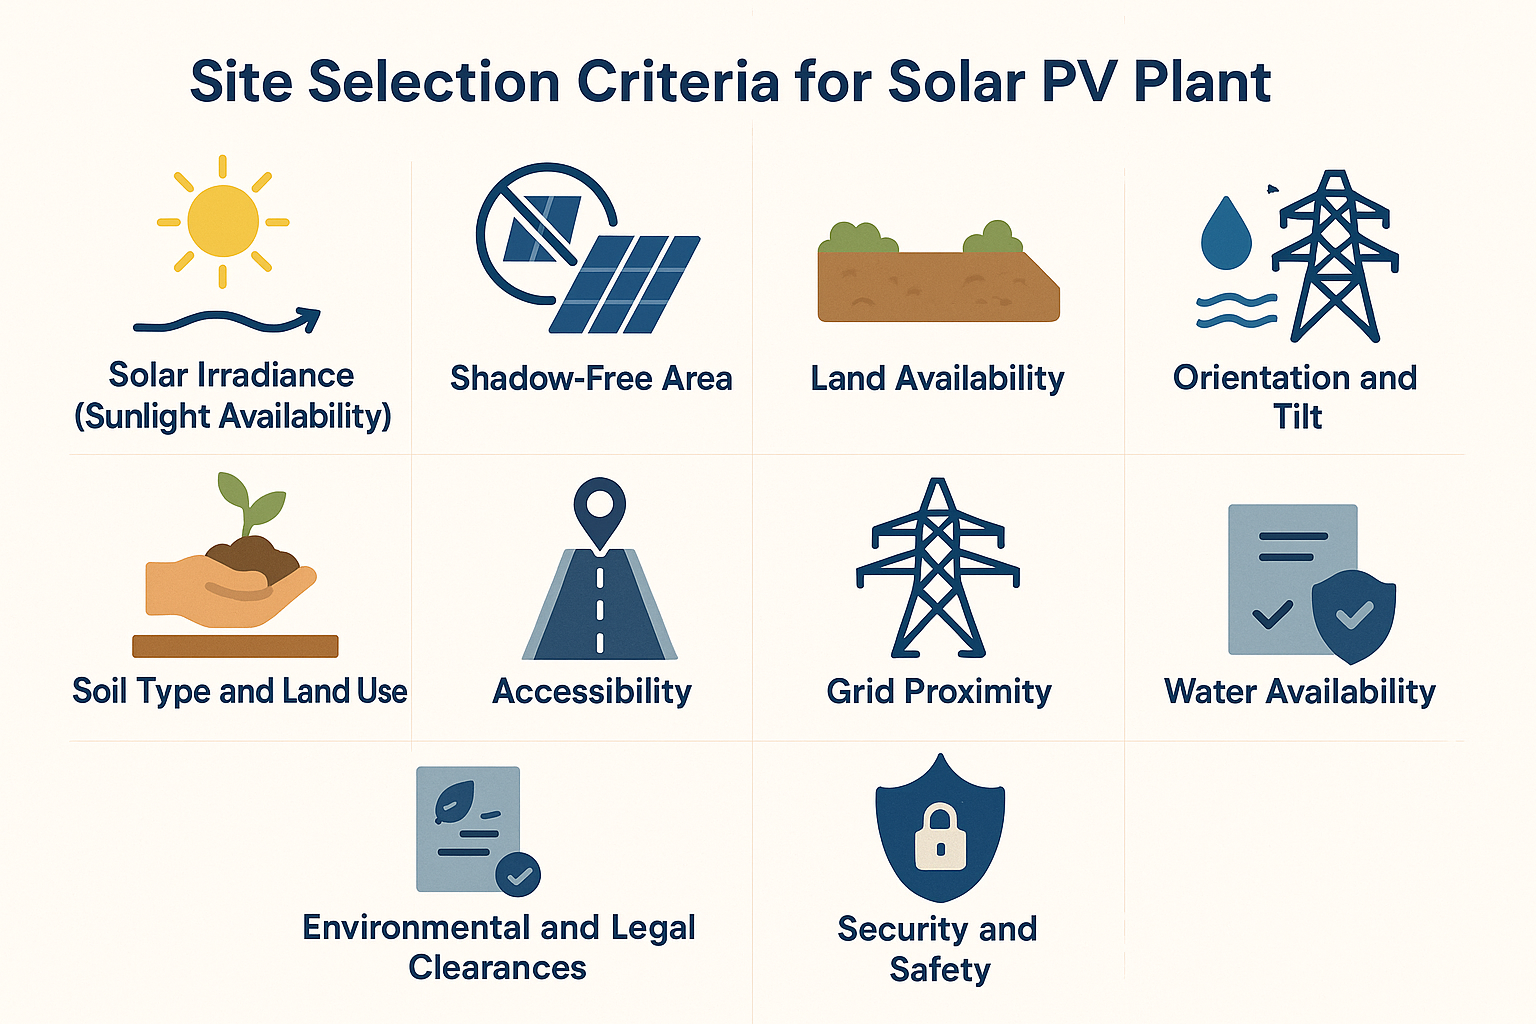 Site Selection Criteria for Solar PV Plant
Solar Irradiance
(Sunlight Availability)
Shadow-Free Area
Land Availability
Orientation and
Tilt
Soil Type and Land Use
Accessibility
Grid Proximity
Water Availability
Environmental and Legal
Clearances
Security and
Safety